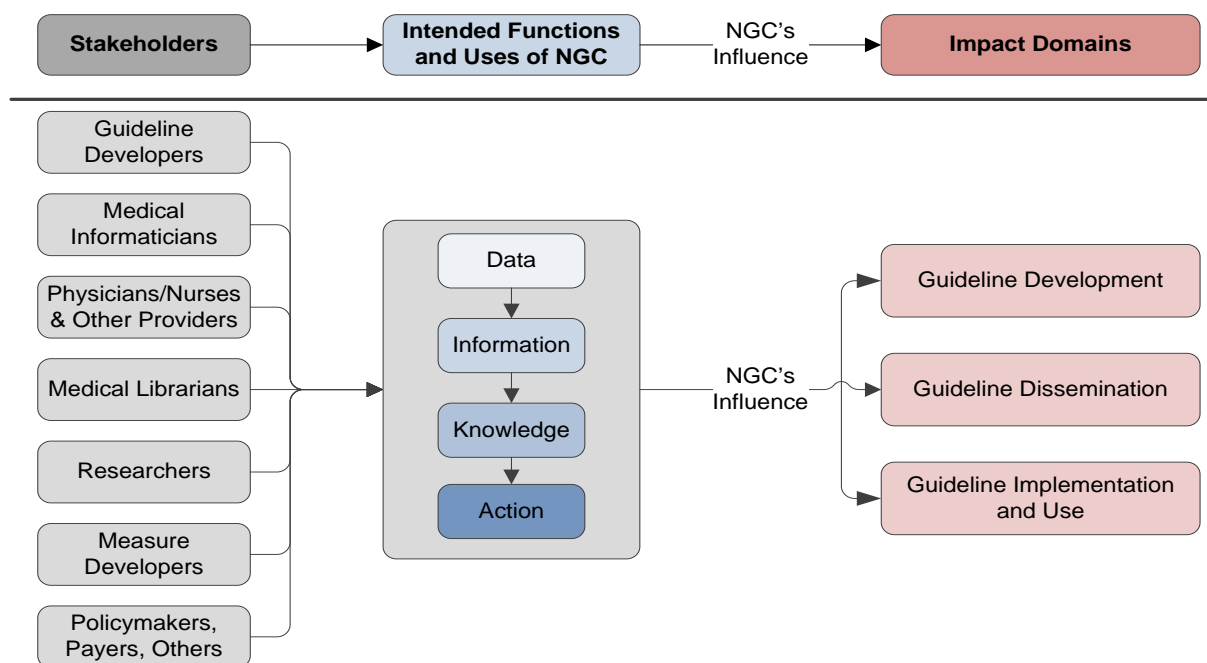 Stakeholders
Intended Functions
and Uses of NGC
NGC's
Influence
Impact Domains
Guideline
Developers
Medical
Informaticians
Physicians/Nurses
& Other Providers
Medical Librarians
Researchers
Measure
Developers
Policymakers,
Payers, Others
Data
Information
Knowledge
Action
NGC's
Influence
Guideline Development
Guideline Dissemination
Guideline Implementation
and Use